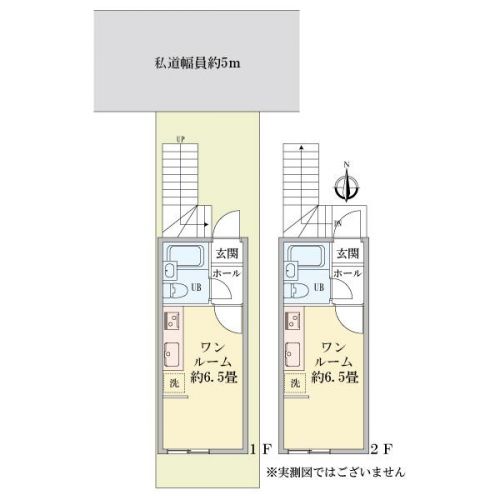 私道幅員約5m
UP
N
DN
玄関
ホール
UB
ワン
ルーム
約6.5畳
洗
1F
玄関
ホール
UB
ワン
ルーム
約6.5畳
洗
2F
※実測図ではございません